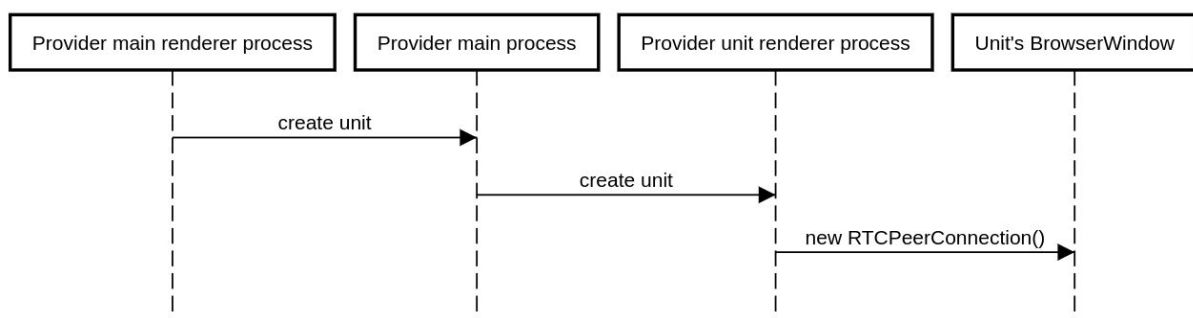 Provider main renderer process
Provider main process
Provider unit renderer process
Unit's BrowserWindow
create unit
create unit
new RTCPeerConnection()